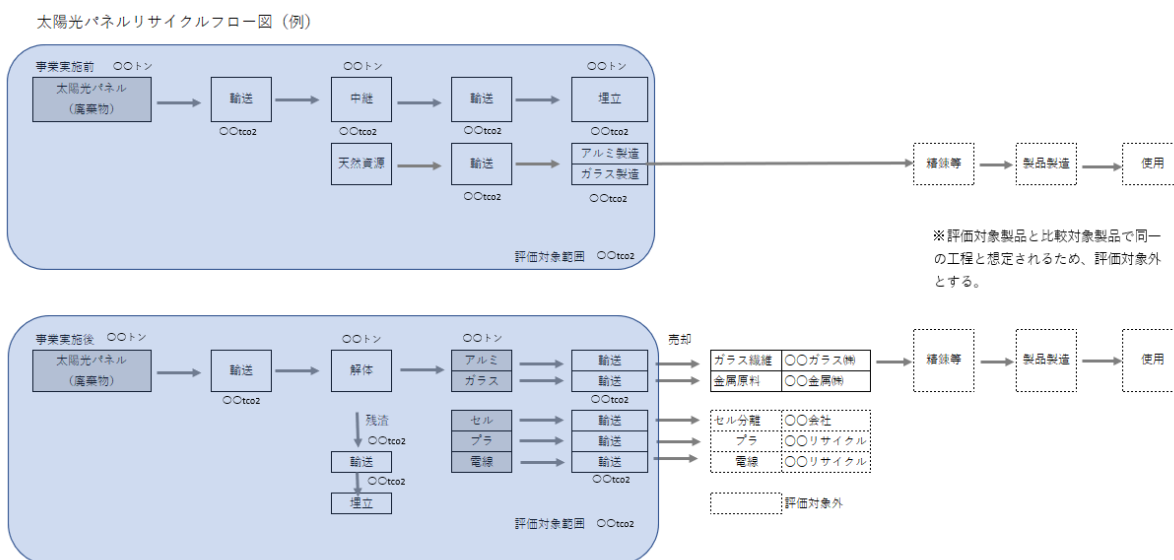 太陽光パネルリサイクルフロー図（例）
事業実施前 〇〇トン
〇〇トン
〇〇トン
太陽光パネル
（廃棄物）
輸送
中継
輸送
埋立
〇〇tco2
〇〇tco2
〇〇tco2
〇〇tco2
天然資源
輸送
アルミ製造
ガラス製造
〇〇tco2
〇〇tco2
精錬等
製品製造
使用
評価対象範囲 〇〇tco2
※評価対象製品と比較対象製品で同一
の工程と想定されるため、評価対象外
とする。
事業実施後 〇〇トン
〇〇トン
〇〇トン
売却
太陽光パネル
（廃棄物）
輸送
解体
アルミ
ガラス
輸送
輸送
ガラス繊維 〇〇ガラス㈱
金属原料 〇〇金属㈱
精錬等
製品製造
使用
〇〇tco2
〇〇tco2
残渣
〇〇tco2
輸送
〇〇tco2
埋立
セル
プラ
電線
輸送
輸送
輸送
〇〇tco2
セル分離 〇〇会社
プラ 〇〇リサイクル
電線 〇〇リサイクル
評価対象外
評価対象範囲 〇〇tco2